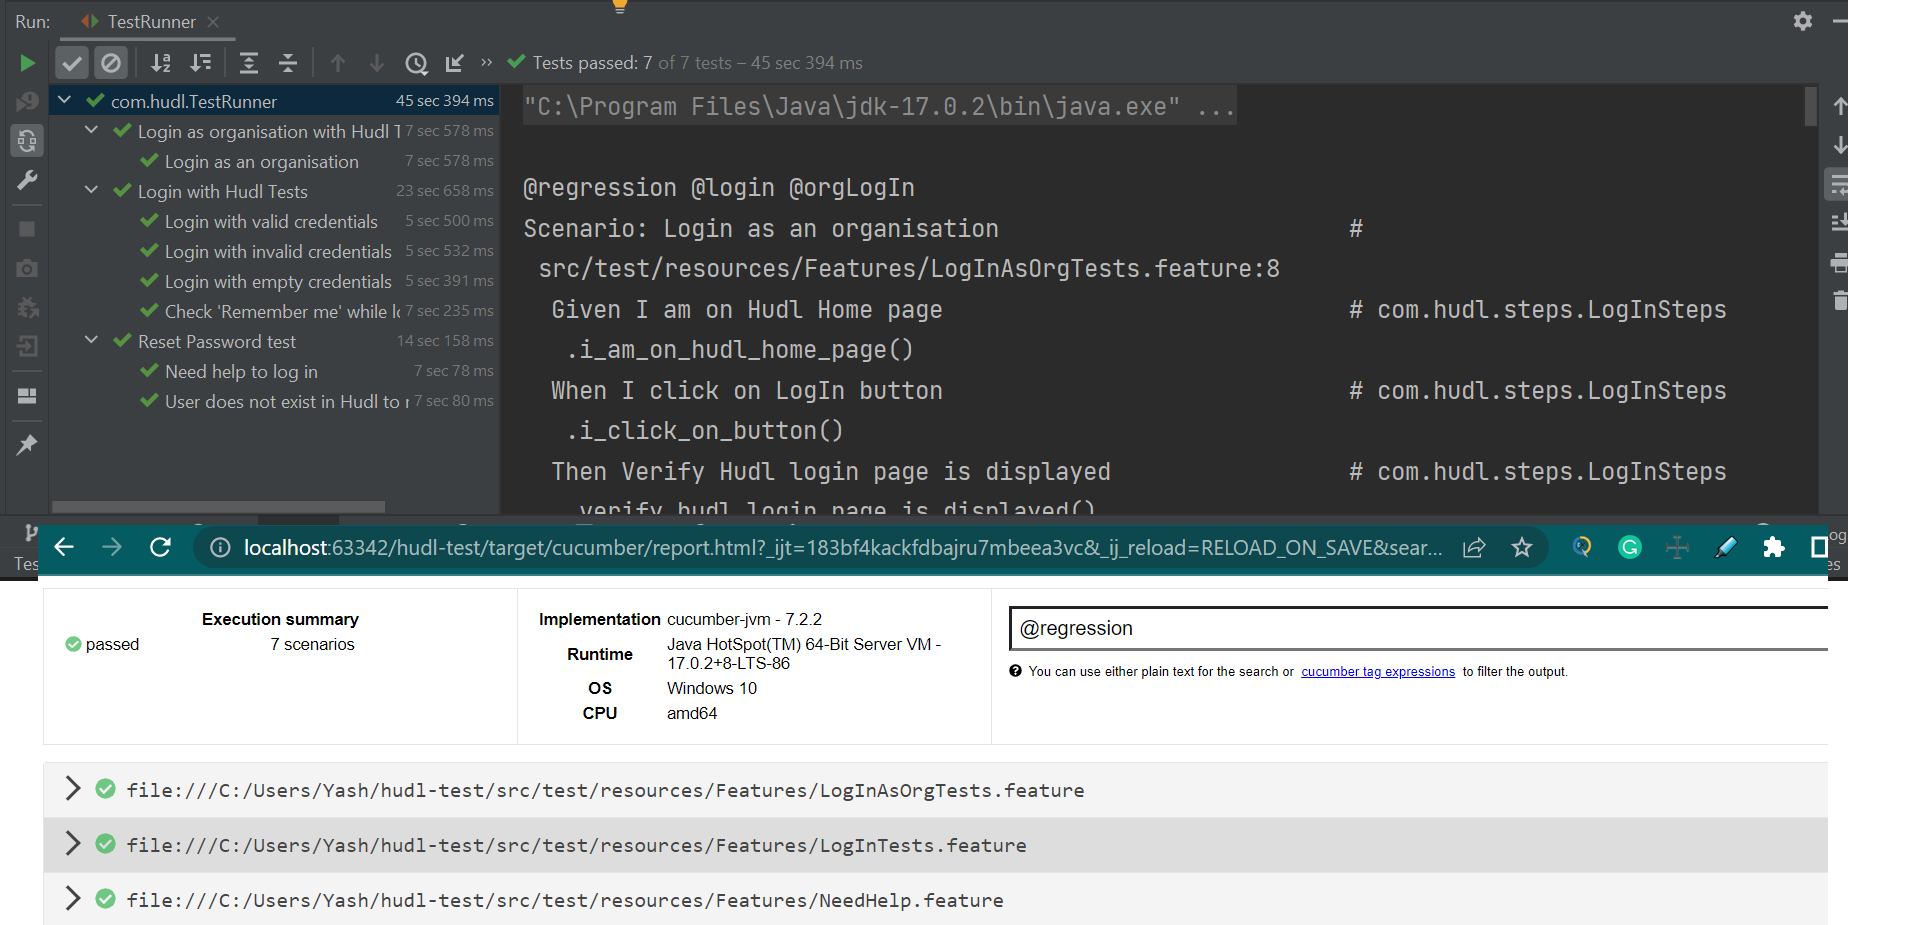 Run: TestRunner
Tests passed: 7 of 7 tests – 45 sec 394 ms
com.hudl.TestRunner 45 sec 394 ms
Login as organisation with Hudl T 7 sec 578 ms
Login as an organisation 7 sec 578 ms
Login with Hudl Tests 23 sec 658 ms
Login with valid credentials 5 sec 500 ms
Login with invalid credentials 5 sec 532 ms
Login with empty credentials 5 sec 391 ms
Check 'Remember me' while lo 7 sec 235 ms
Reset Password test 14 sec 158 ms
Need help to log in 7 sec 78 ms
User does not exist in Hudl to r 7 sec 80 ms
"C:\Program Files\Java\jdk-17.0.2\bin\java.exe" ...
@regression @login @orgLogIn
Scenario: Login as an organisation #
src/test/resources/Features/LogInAsOrgTests.feature:8
Given I am on Hudl Home page # com.hudl.steps.LogInSteps
.i_am_on_hudl_home_page()
When I click on LogIn button # com.hudl.steps.LogInSteps
.i_click_on_button()
Then Verify Hudl login page is displayed # com.hudl.steps.LogInSteps
.verify_hudl_login_page_is_displayed()
Tes
og
es
localhost:63342/hudl-test/target/cucumber/report.html?_ijt=183bf4kackfdbajru7mbeea3vc&_ij_reload=RELOAD_ON_SAVE&sear...
Execution summary
passed 7 scenarios
Implementation cucumber-jvm - 7.2.2
Runtime Java HotSpot(TM) 64-Bit Server VM -
17.0.2+8-LTS-86
OS Windows 10
CPU amd64
@regression
You can use either plain text for the search or cucumber tag expressions to filter the output.
file:///C:/Users/Yash/hudl-test/src/test/resources/Features/LogInAsOrgTests.feature
file:///C:/Users/Yash/hudl-test/src/test/resources/Features/LogInTests.feature
file:///C:/Users/Yash/hudl-test/src/test/resources/Features/NeedHelp.feature